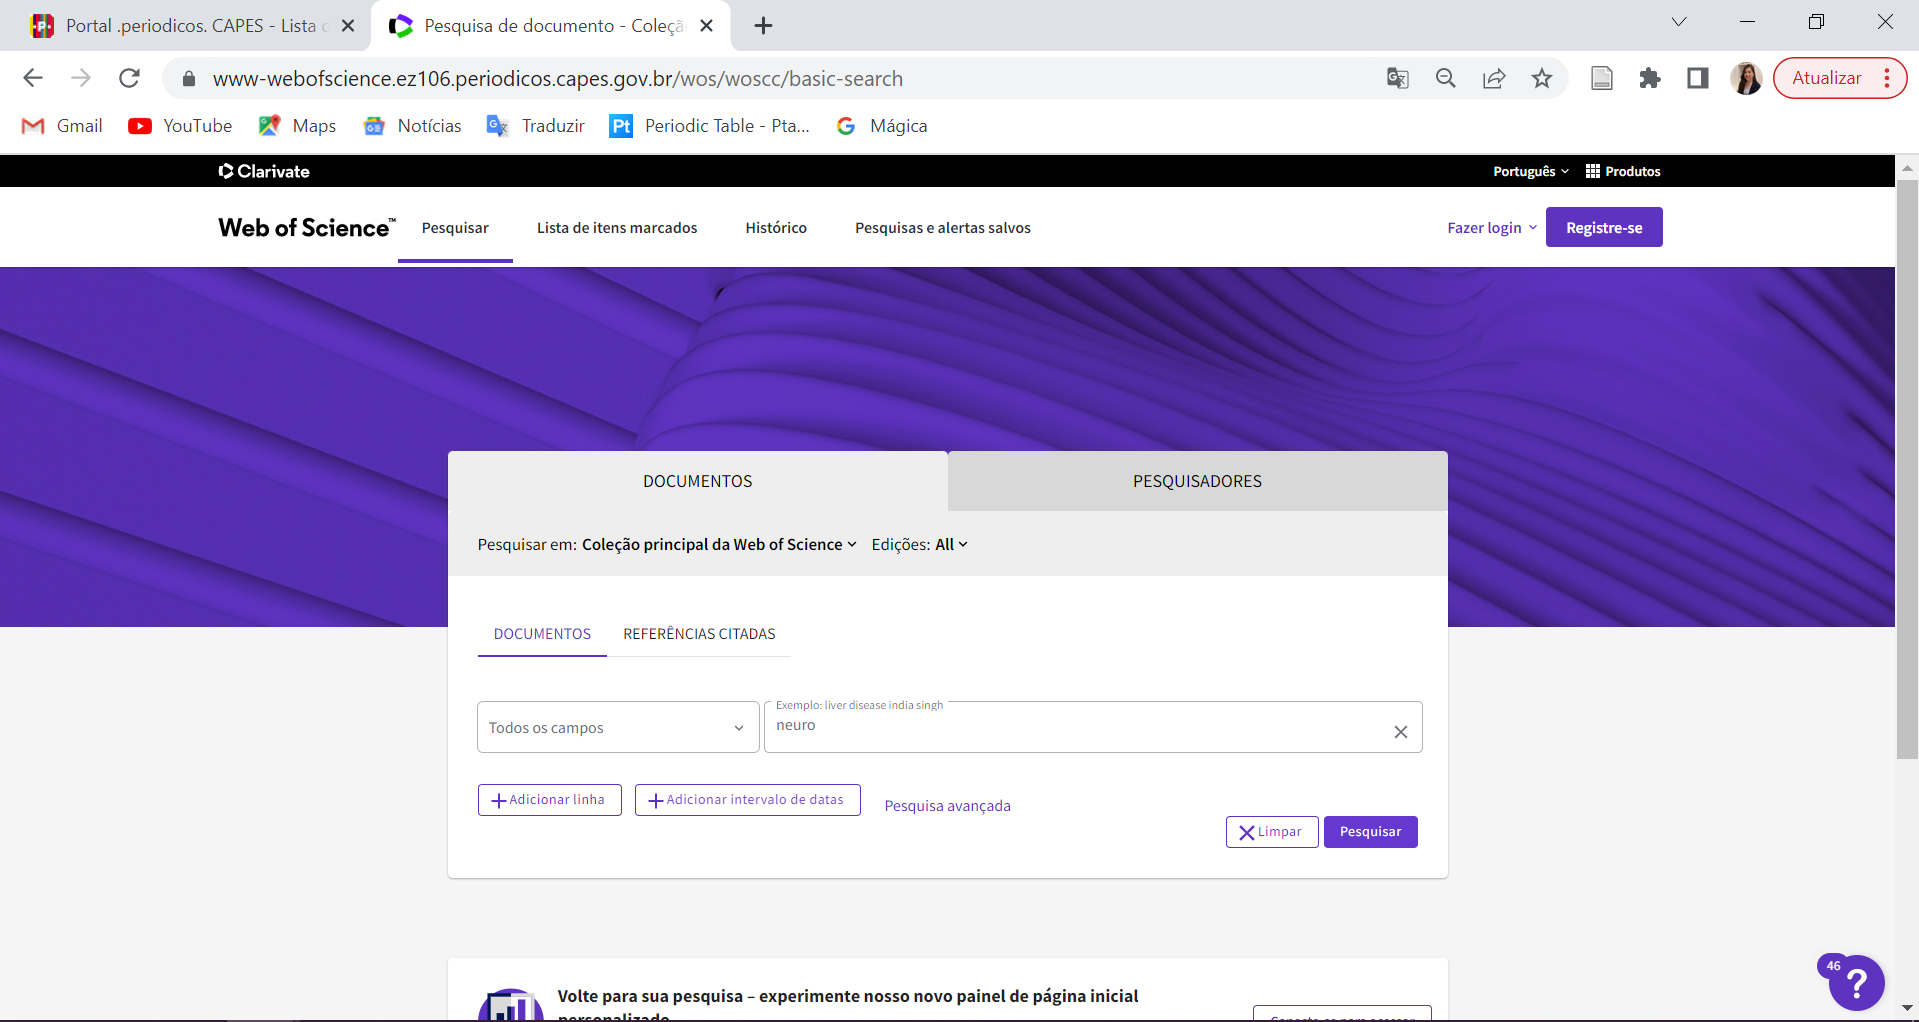 Portal .periodicos. CAPES - Lista
Pesquisa de documento - Coleçã
www-webofscience.ez106.periodicos.capes.gov.br/wos/woscc/basic-search
Atualizar
Gmail
YouTube
Maps
Notícias
Traduzir
Pt
Periodic Table - Pta...
Mágica
Clarivate
Português
Produtos
Web of Science™
Pesquisar
Lista de itens marcados
Histórico
Pesquisas e alertas salvos
Fazer login
Registre-se
DOCUMENTOS
PESQUISADORES
Pesquisar em: Coleção principal da Web of Science
Edições: All
DOCUMENTOS
REFERÊNCIAS CITADAS
Todos os campos
Exemplo: liver disease india singh
neuro
Adicionar linha
Adicionar intervalo de datas
Pesquisa avançada
Limpar
Pesquisar
Volte para sua pesquisa – experimente nosso novo painel de página inicial
personalizado
46
?